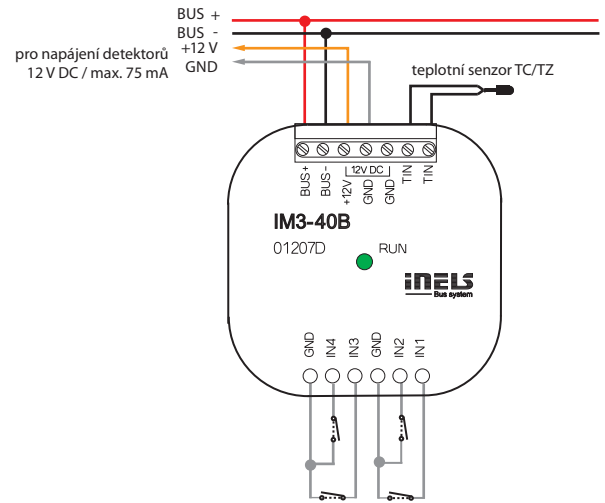 BUS +
BUS -
+12 V
GND
pro napájení detektorů
12 V DC / max. 75 mA
teplotní senzor TC/TZ
BUS+
BUS-
+12V
12V DC
GND
GND
TIN
TIN
IM3-40B
01207D
RUN
iNELS
Bus system
GND
IN4
IN3
GND
IN2
IN1